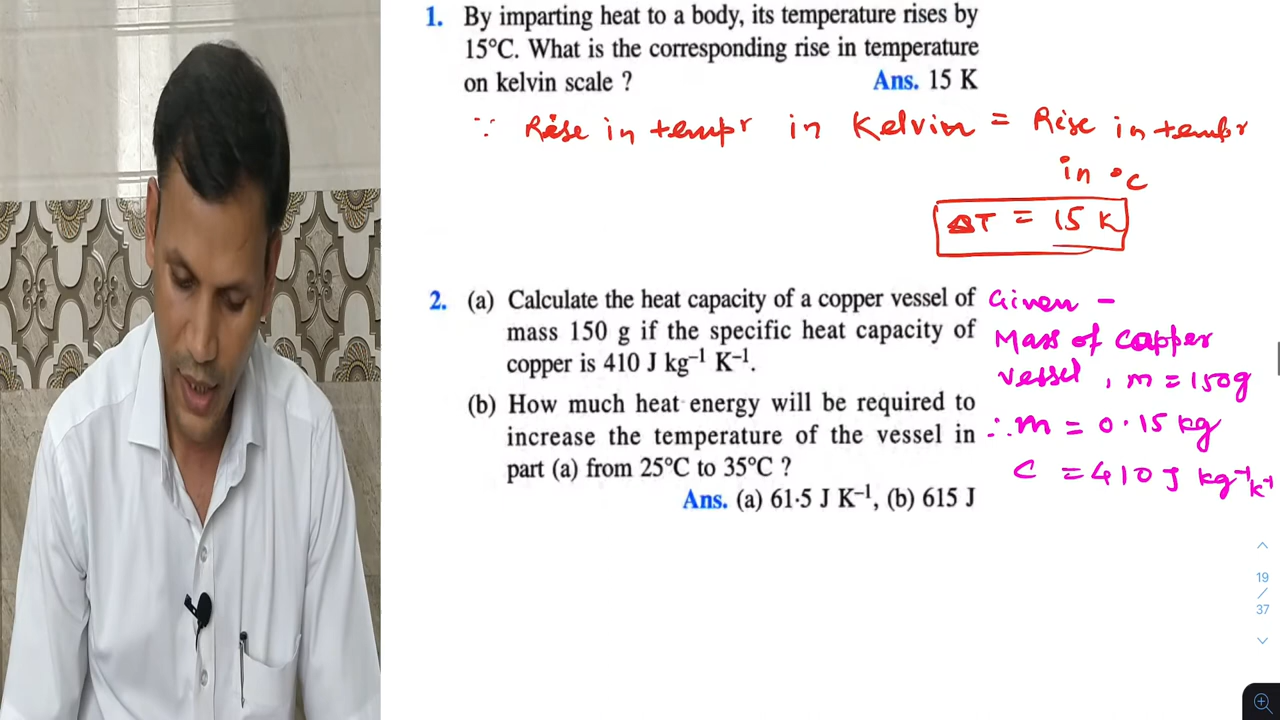 1. By imparting heat to a body, its temperature rises by
15°C. What is the corresponding rise in temperature
on kelvin scale ? Ans. 15 K
∵ Rise in tempr in Kelvin = Rise in tempr
in °C
ΔT = 15 K
2. (a) Calculate the heat capacity of a copper vessel of
mass 150 g if the specific heat capacity of
copper is 410 J kg⁻¹ K⁻¹.
(b) How much heat energy will be required to
increase the temperature of the vessel in
part (a) from 25°C to 35°C ?
Ans. (a) 61·5 J K⁻¹, (b) 615 J
Given -
Mass of Copper
vessel, m = 150g
∴ m = 0.15 kg
C = 410 J kg⁻¹ K⁻¹
19
/
37